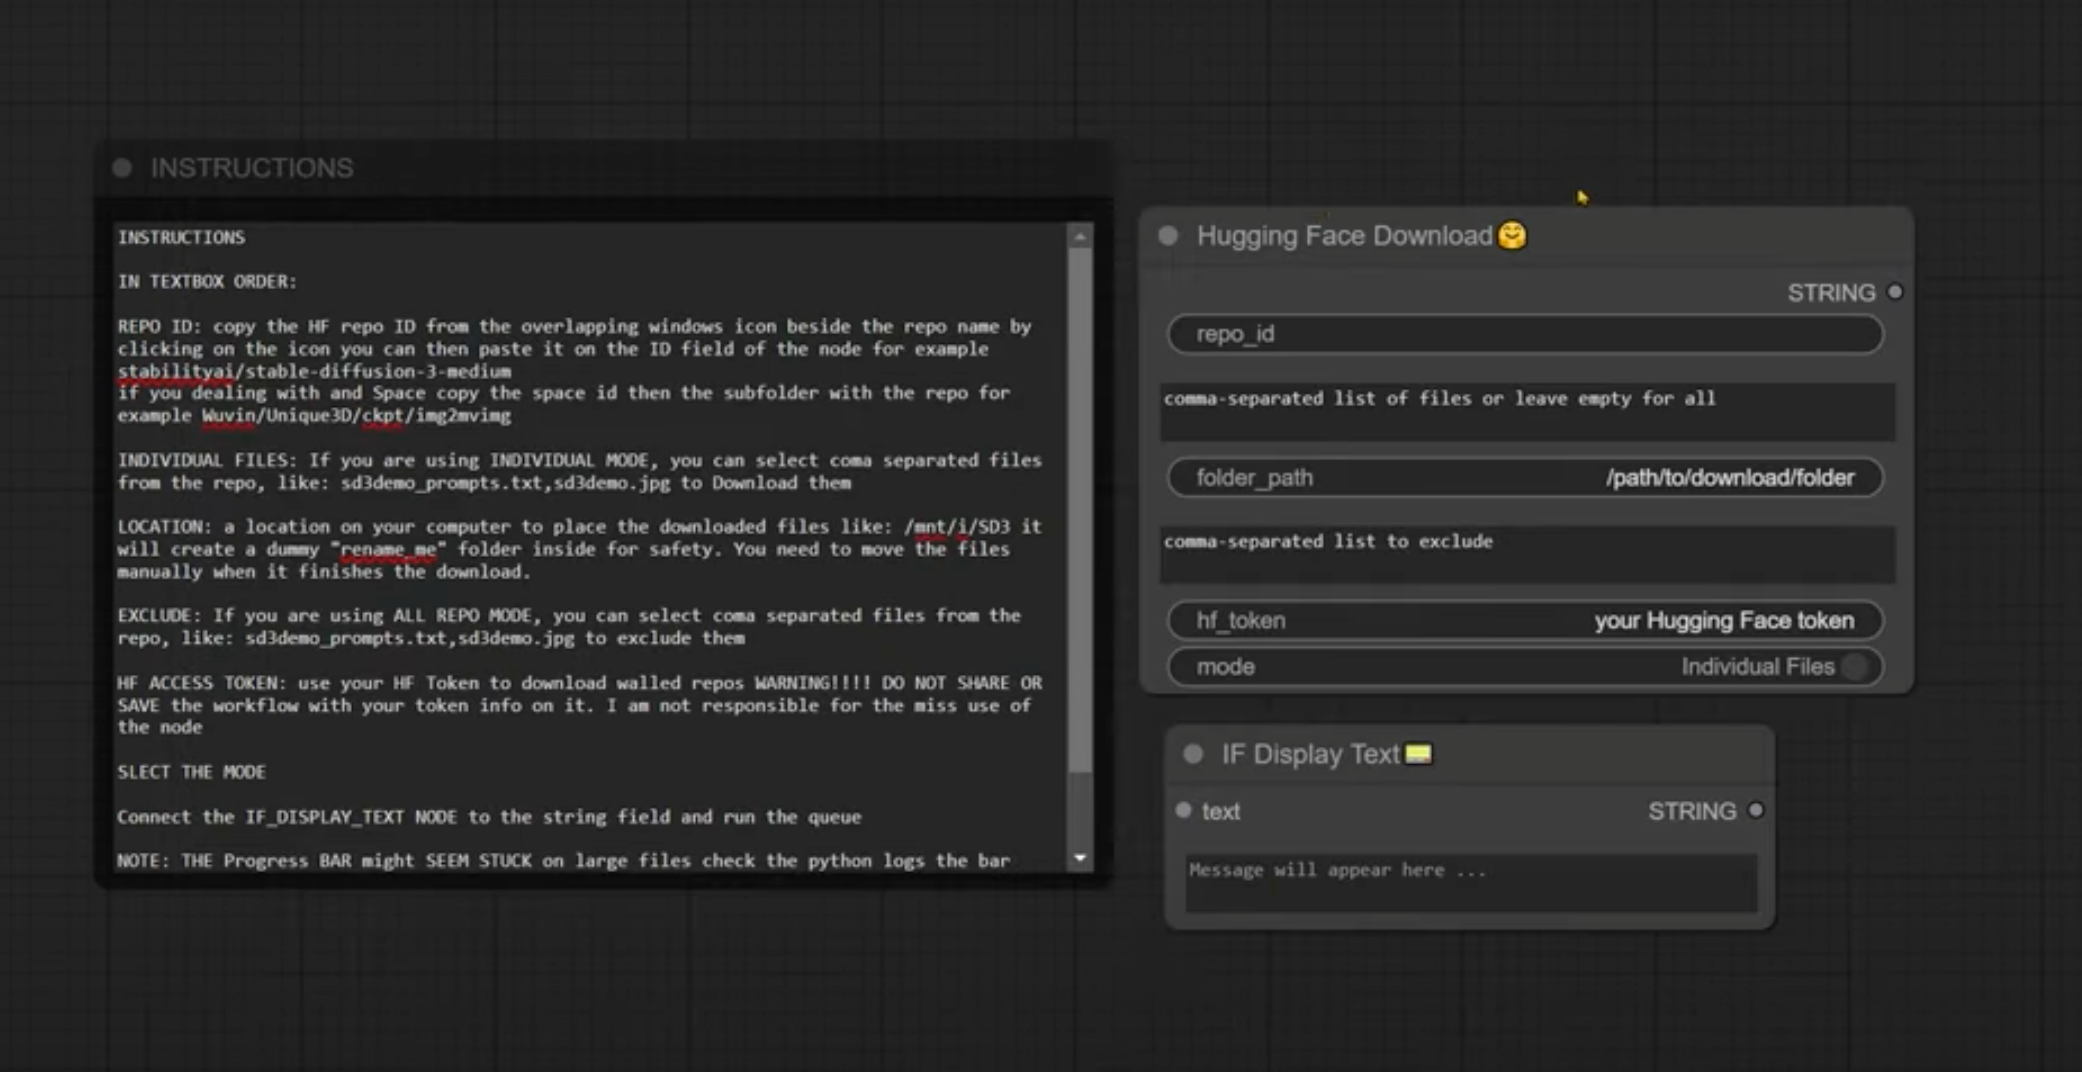 INSTRUCTIONS
INSTRUCTIONS
IN TEXTBOX ORDER:
REPO ID: copy the HF repo ID from the overlapping windows icon beside the repo name by
clicking on the icon you can then paste it on the ID field of the node for example
stabilityai/stable-diffusion-3-medium
if you dealing with and Space copy the space id then the subfolder with the repo for
example Wuvin/Unique3D/ckpt/img2mvimg
INDIVIDUAL FILES: If you are using INDIVIDUAL MODE, you can select coma separated files
from the repo, like: sd3demo_prompts.txt,sd3demo.jpg to Download them
LOCATION: a location on your computer to place the downloaded files like: /mnt/i/SD3 it
will create a dummy "rename_me" folder inside for safety. You need to move the files
manually when it finishes the download.
EXCLUDE: If you are using ALL REPO MODE, you can select coma separated files from the
repo, like: sd3demo_prompts.txt,sd3demo.jpg to exclude them
HF ACCESS TOKEN: use your HF Token to download walled repos WARNING!!!! DO NOT SHARE OR
SAVE the workflow with your token info on it. I am not responsible for the miss use of
the node
SLECT THE MODE
Connect the IF_DISPLAY_TEXT NODE to the string field and run the queue
NOTE: THE Progress BAR might SEEM STUCK on large files check the python logs the bar
Hugging Face Download🤗
STRING
repo_id
comma-separated list of files or leave empty for all
folder_path /path/to/download/folder
comma-separated list to exclude
hf_token your Hugging Face token
mode Individual Files
IF Display Text
text STRING
Message will appear here ...